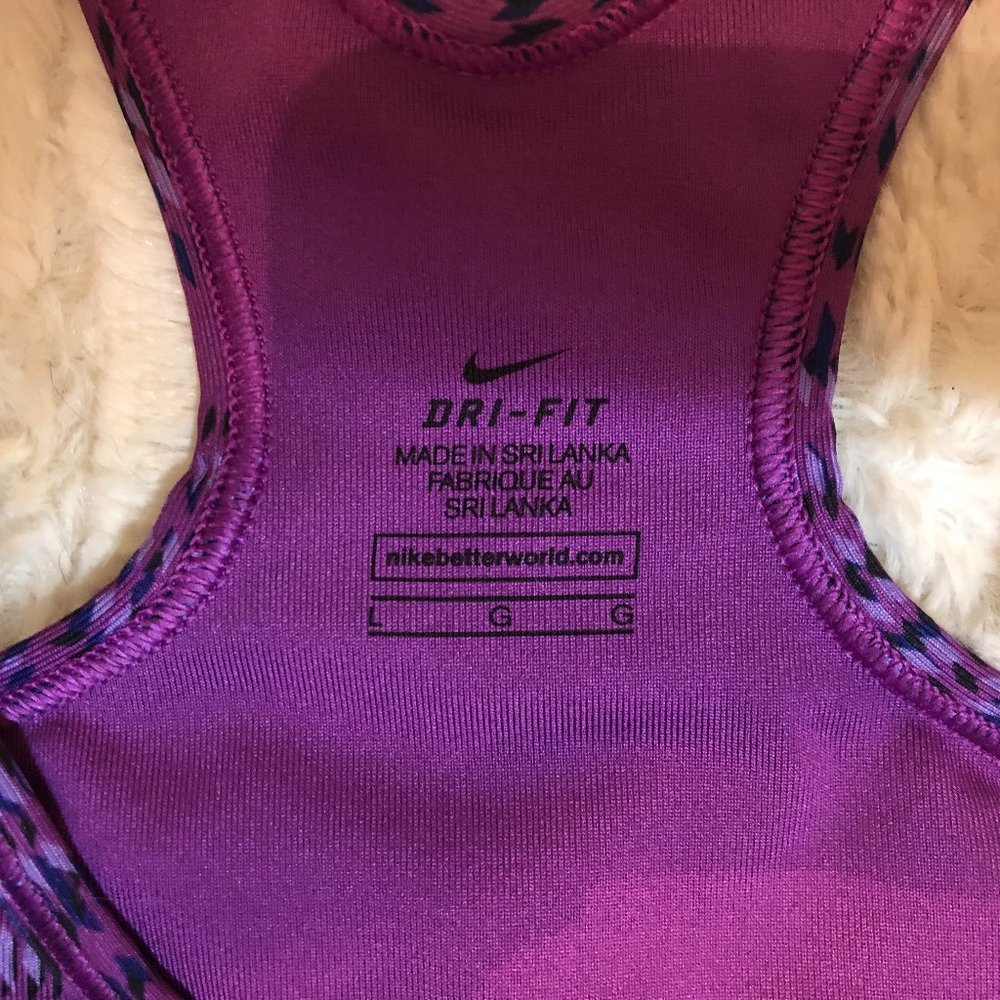 DRI-FIT
MADE IN SRI LANKA
FABRIQUE AU
SRI LANKA
nikebetterworld.com
L G G